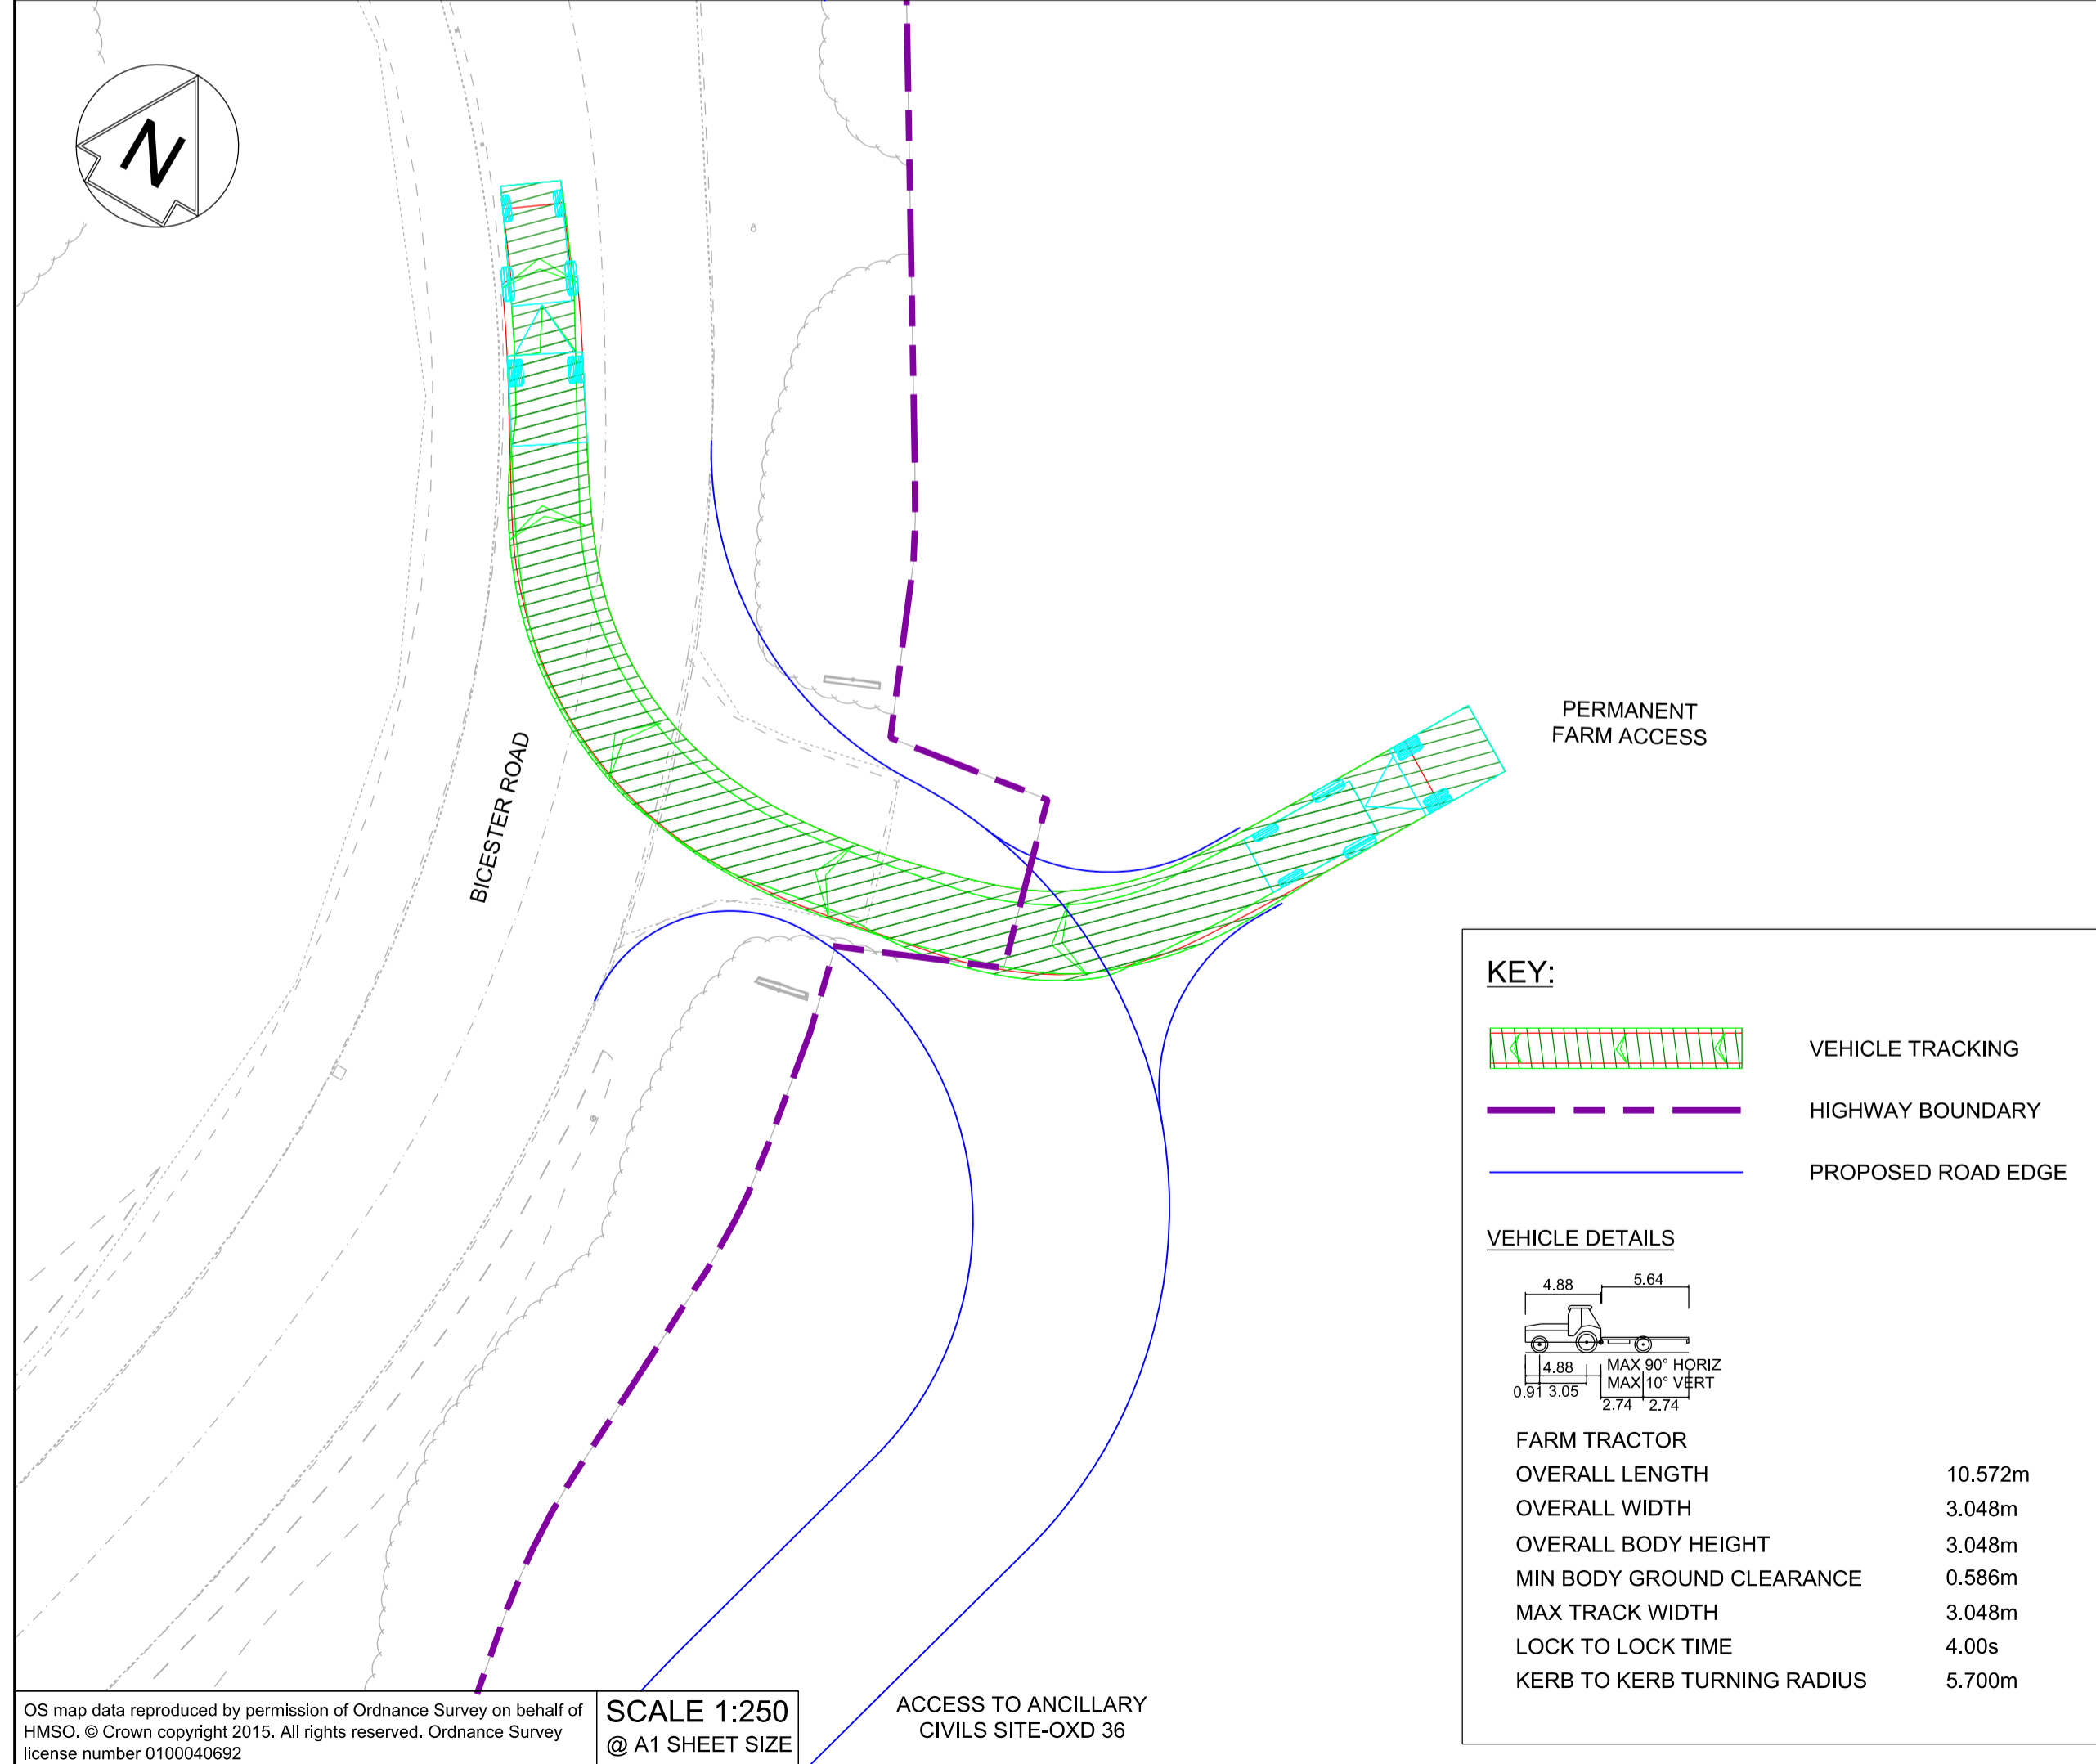 N
BICESTER ROAD
PERMANENT
FARM ACCESS
KEY:
VEHICLE TRACKING
HIGHWAY BOUNDARY
PROPOSED ROAD EDGE
VEHICLE DETAILS
4.88 5.64
4.88 MAX 90° HORIZ
0.91 3.05 MAX 10° VERT
2.74 2.74
FARM TRACTOR
OVERALL LENGTH 10.572m
OVERALL WIDTH 3.048m
OVERALL BODY HEIGHT 3.048m
MIN BODY GROUND CLEARANCE 0.586m
MAX TRACK WIDTH 3.048m
LOCK TO LOCK TIME 4.00s
KERB TO KERB TURNING RADIUS 5.700m
OS map data reproduced by permission of Ordnance Survey on behalf of
HMSO. © Crown copyright 2015. All rights reserved. Ordnance Survey
license number 0100040692
SCALE 1:250
@ A1 SHEET SIZE
ACCESS TO ANCILLARY
CIVILS SITE-OXD 36